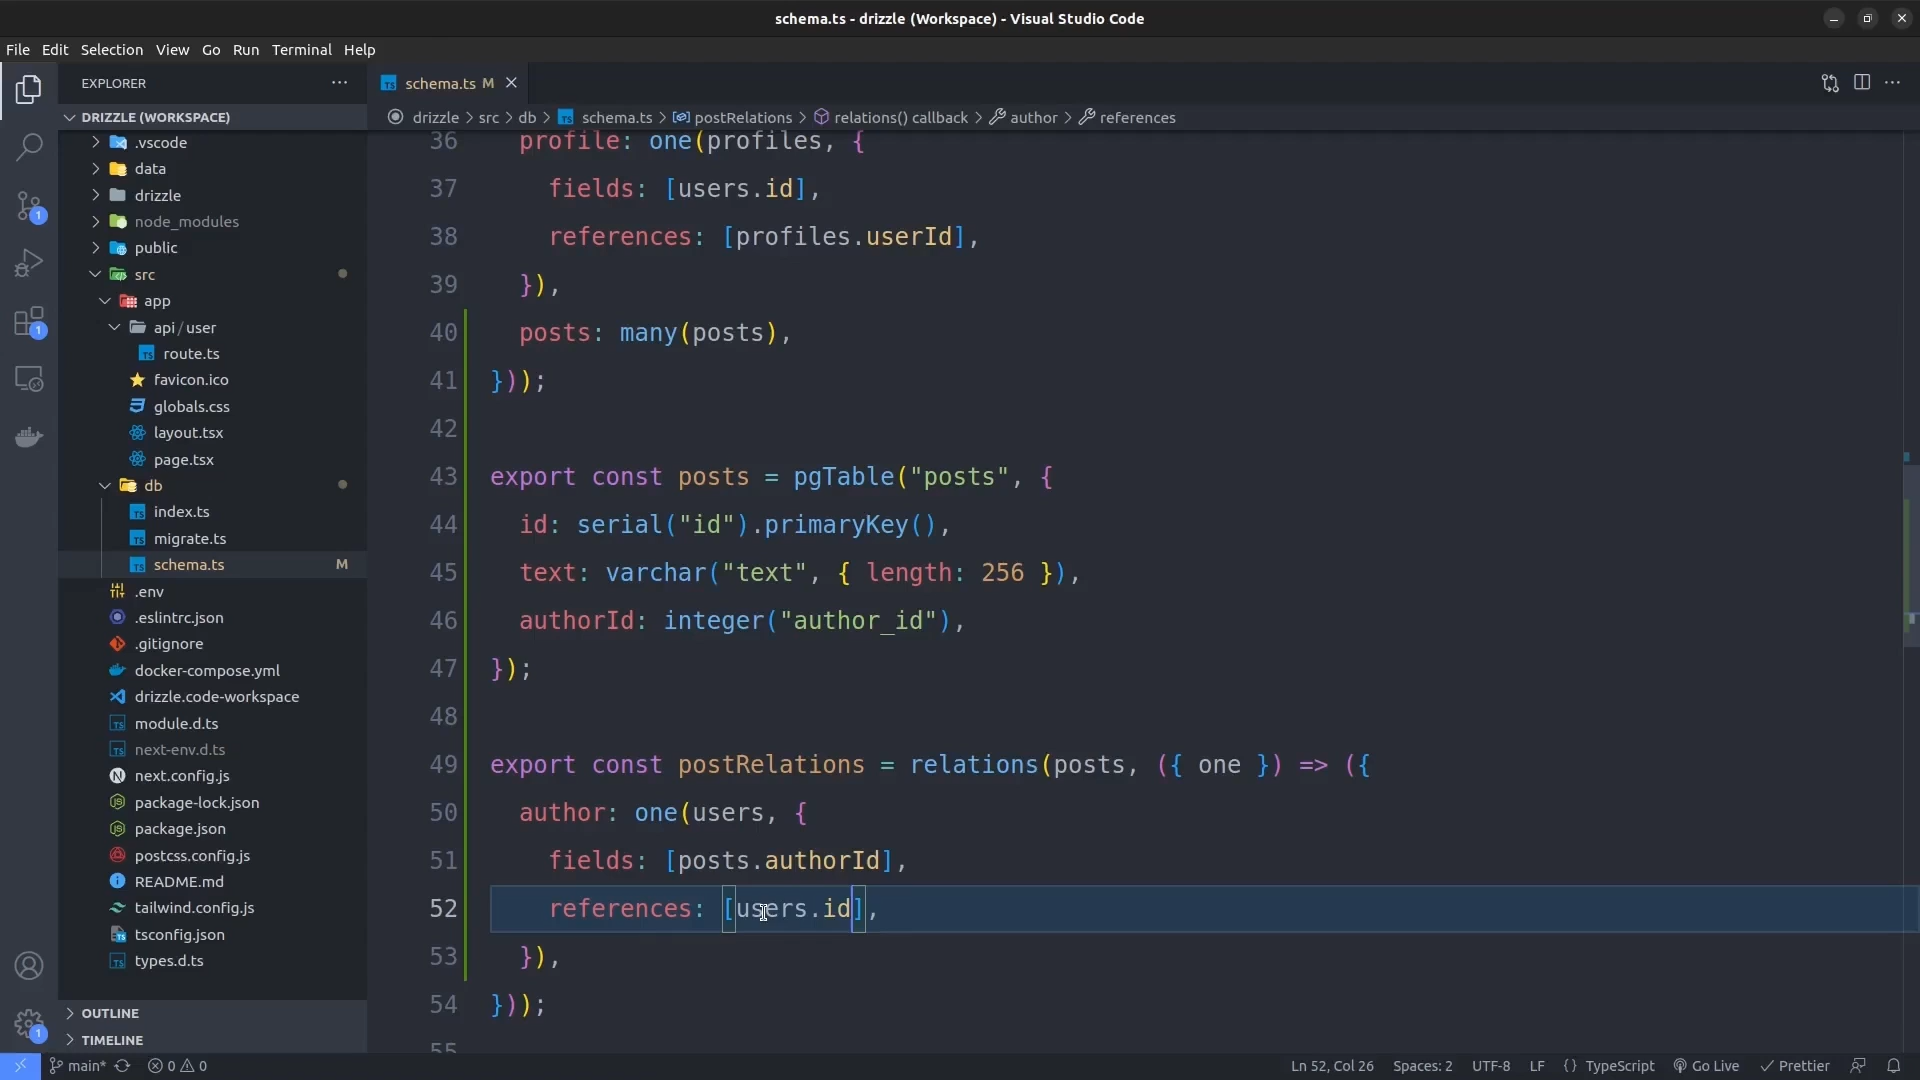 schema.ts - drizzle (Workspace) - Visual Studio Code
File Edit Selection View Go Run Terminal Help
EXPLORER
DRIZZLE (WORKSPACE)
.vscode
data
drizzle
node_modules
public
src
app
api/user
route.ts
favicon.ico
globals.css
layout.tsx
page.tsx
db
index.ts
migrate.ts
schema.ts M
.env
.eslintrc.json
.gitignore
docker-compose.yml
drizzle.code-workspace
module.d.ts
next-env.d.ts
next.config.js
package-lock.json
package.json
postcss.config.js
README.md
tailwind.config.js
tsconfig.json
types.d.ts
OUTLINE
TIMELINE
1
1
1
schema.ts M
drizzle > src > db > schema.ts > postRelations > relations() callback > author > references
36 profile: one(profiles, {
37 fields: [users.id],
38 references: [profiles.userId],
39 }),
40 posts: many(posts),
41 }));
42
43 export const posts = pgTable("posts", {
44 id: serial("id").primaryKey(),
45 text: varchar("text", { length: 256 }),
46 authorId: integer("author_id"),
47 });
48
49 export const postRelations = relations(posts, ({ one }) => ({
50 author: one(users, {
51 fields: [posts.authorId],
52 references: [users.id],
53 }),
54 }));
55
main* 0 0 Ln 52, Col 26 Spaces: 2 UTF-8 LF {} TypeScript Go Live Prettier